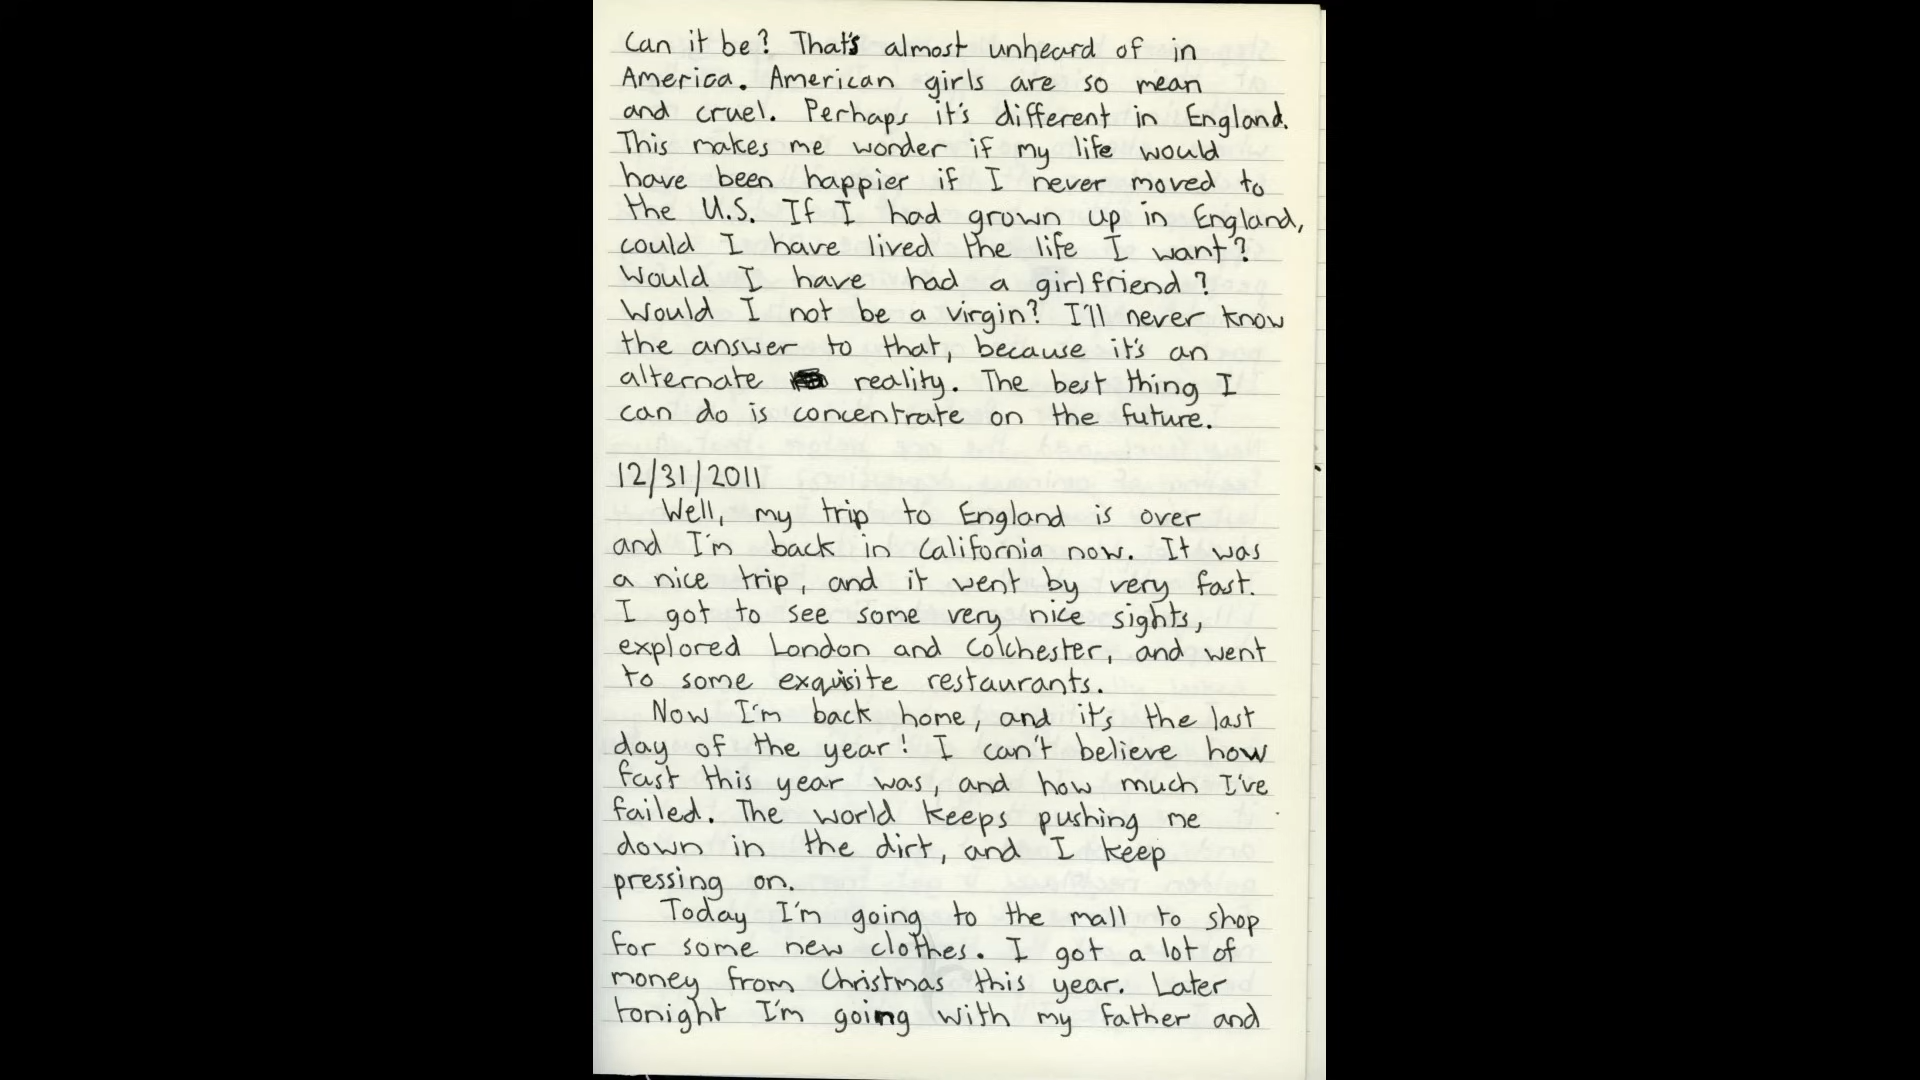 Can it be? That's almost unheard of in
America. American girls are so mean
and cruel. Perhaps it's different in England.
This makes me wonder if my life would
have been happier if I never moved to
the U.S. If I had grown up in England,
could I have lived the life I want?
Would I have had a girlfriend?
Would I not be a virgin? I'll never know
the answer to that, because it's an
alternate reality. The best thing I
can do is concentrate on the future.
12/31/2011
Well, my trip to England is over
and I'm back in California now. It was
a nice trip, and it went by very fast.
I got to see some very nice sights,
explored London and Colchester, and went
to some exquisite restaurants.
Now I'm back home, and it's the last
day of the year! I can't believe how
fast this year was, and how much I've
failed. The world keeps pushing me
down in the dirt, and I keep
pressing on.
Today I'm going to the mall to shop
for some new clothes. I got a lot of
money from Christmas this year. Later
tonight I'm going with my father and